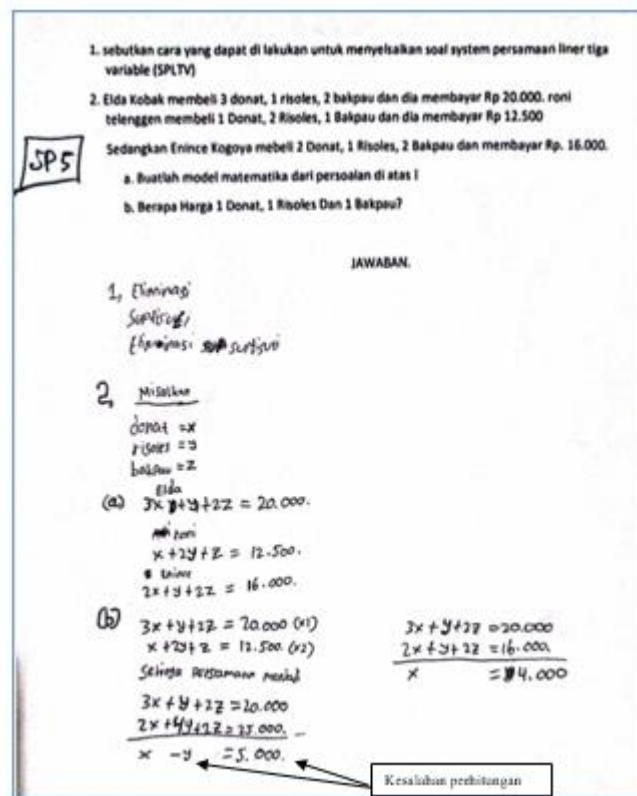 1. sebutkan cara yang dapat di lakukan untuk menyelsaikan soal system persamaan liner tiga
variable (SPLTV)
2. Elda Kobak membeli 3 donat, 1 risoles, 2 bakpau dan dia membayar Rp 20.000. roni
telenggen membeli 1 Donat, 2 Risoles, 1 Bakpau dan dia membayar Rp 12.500
SP5
Sedangkan Enince Kogoya mebeli 2 Donat, 1 Risoles, 2 Bakpau dan membayar Rp. 16.000.
a. Buatlah model matematika dari persoalan di atas !
b. Berapa Harga 1 Donat, 1 Risoles Dan 1 Bakpau?
JAWABAN.
1, Eliminasi
Eliminasi
2, Misalkan
donat = x
risoles = y
bakpau = z
Elda
(a) 3x + y + 2z = 20.000.
roni
x + 2y + z = 12.500.
Enince
2x + y + 2z = 16.000.
(b) 3x + y + 2z = 20.000 (x1)
x + 2y + z = 12.500. (x2)
persamaan
3x + y + 2z = 20.000
2x + 4y + 2z = 25.000. -
x - y = 5.000.
3x + y + 2z = 20.000
2x + y + 2z = 16.000.
x = 4.000
Kesalahan perhitungan